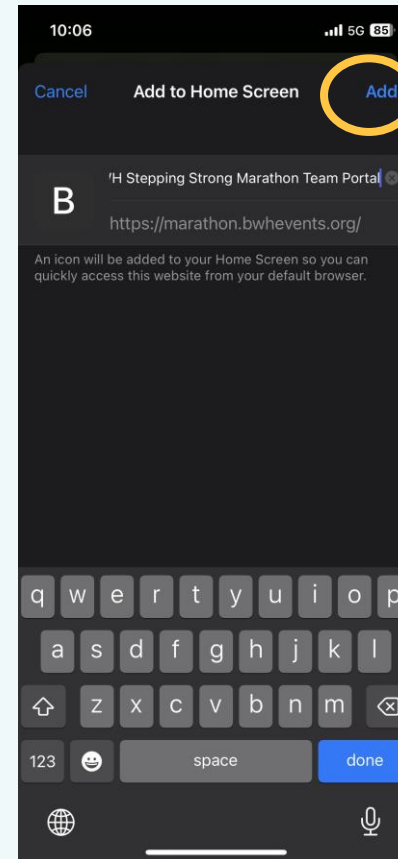 10:06
5G 85
Cancel Add to Home Screen Add
B
'H Stepping Strong Marathon Team Portal
https://marathon.bwhevents.org/
An icon will be added to your Home Screen so you can
quickly access this website from your default browser.
q w e r t y u i o p
a s d f g h j k l
z x c v b n m
123 space done